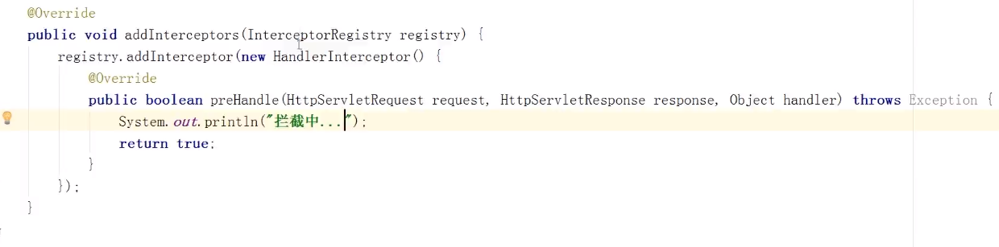 @Override
public void addInterceptors(InterceptorRegistry registry) {
registry.addInterceptor(new HandlerInterceptor() {
@Override
public boolean preHandle(HttpServletRequest request, HttpServletResponse response, Object handler) throws Exception {
System.out.println("拦截中...");
return true;
}
});
}